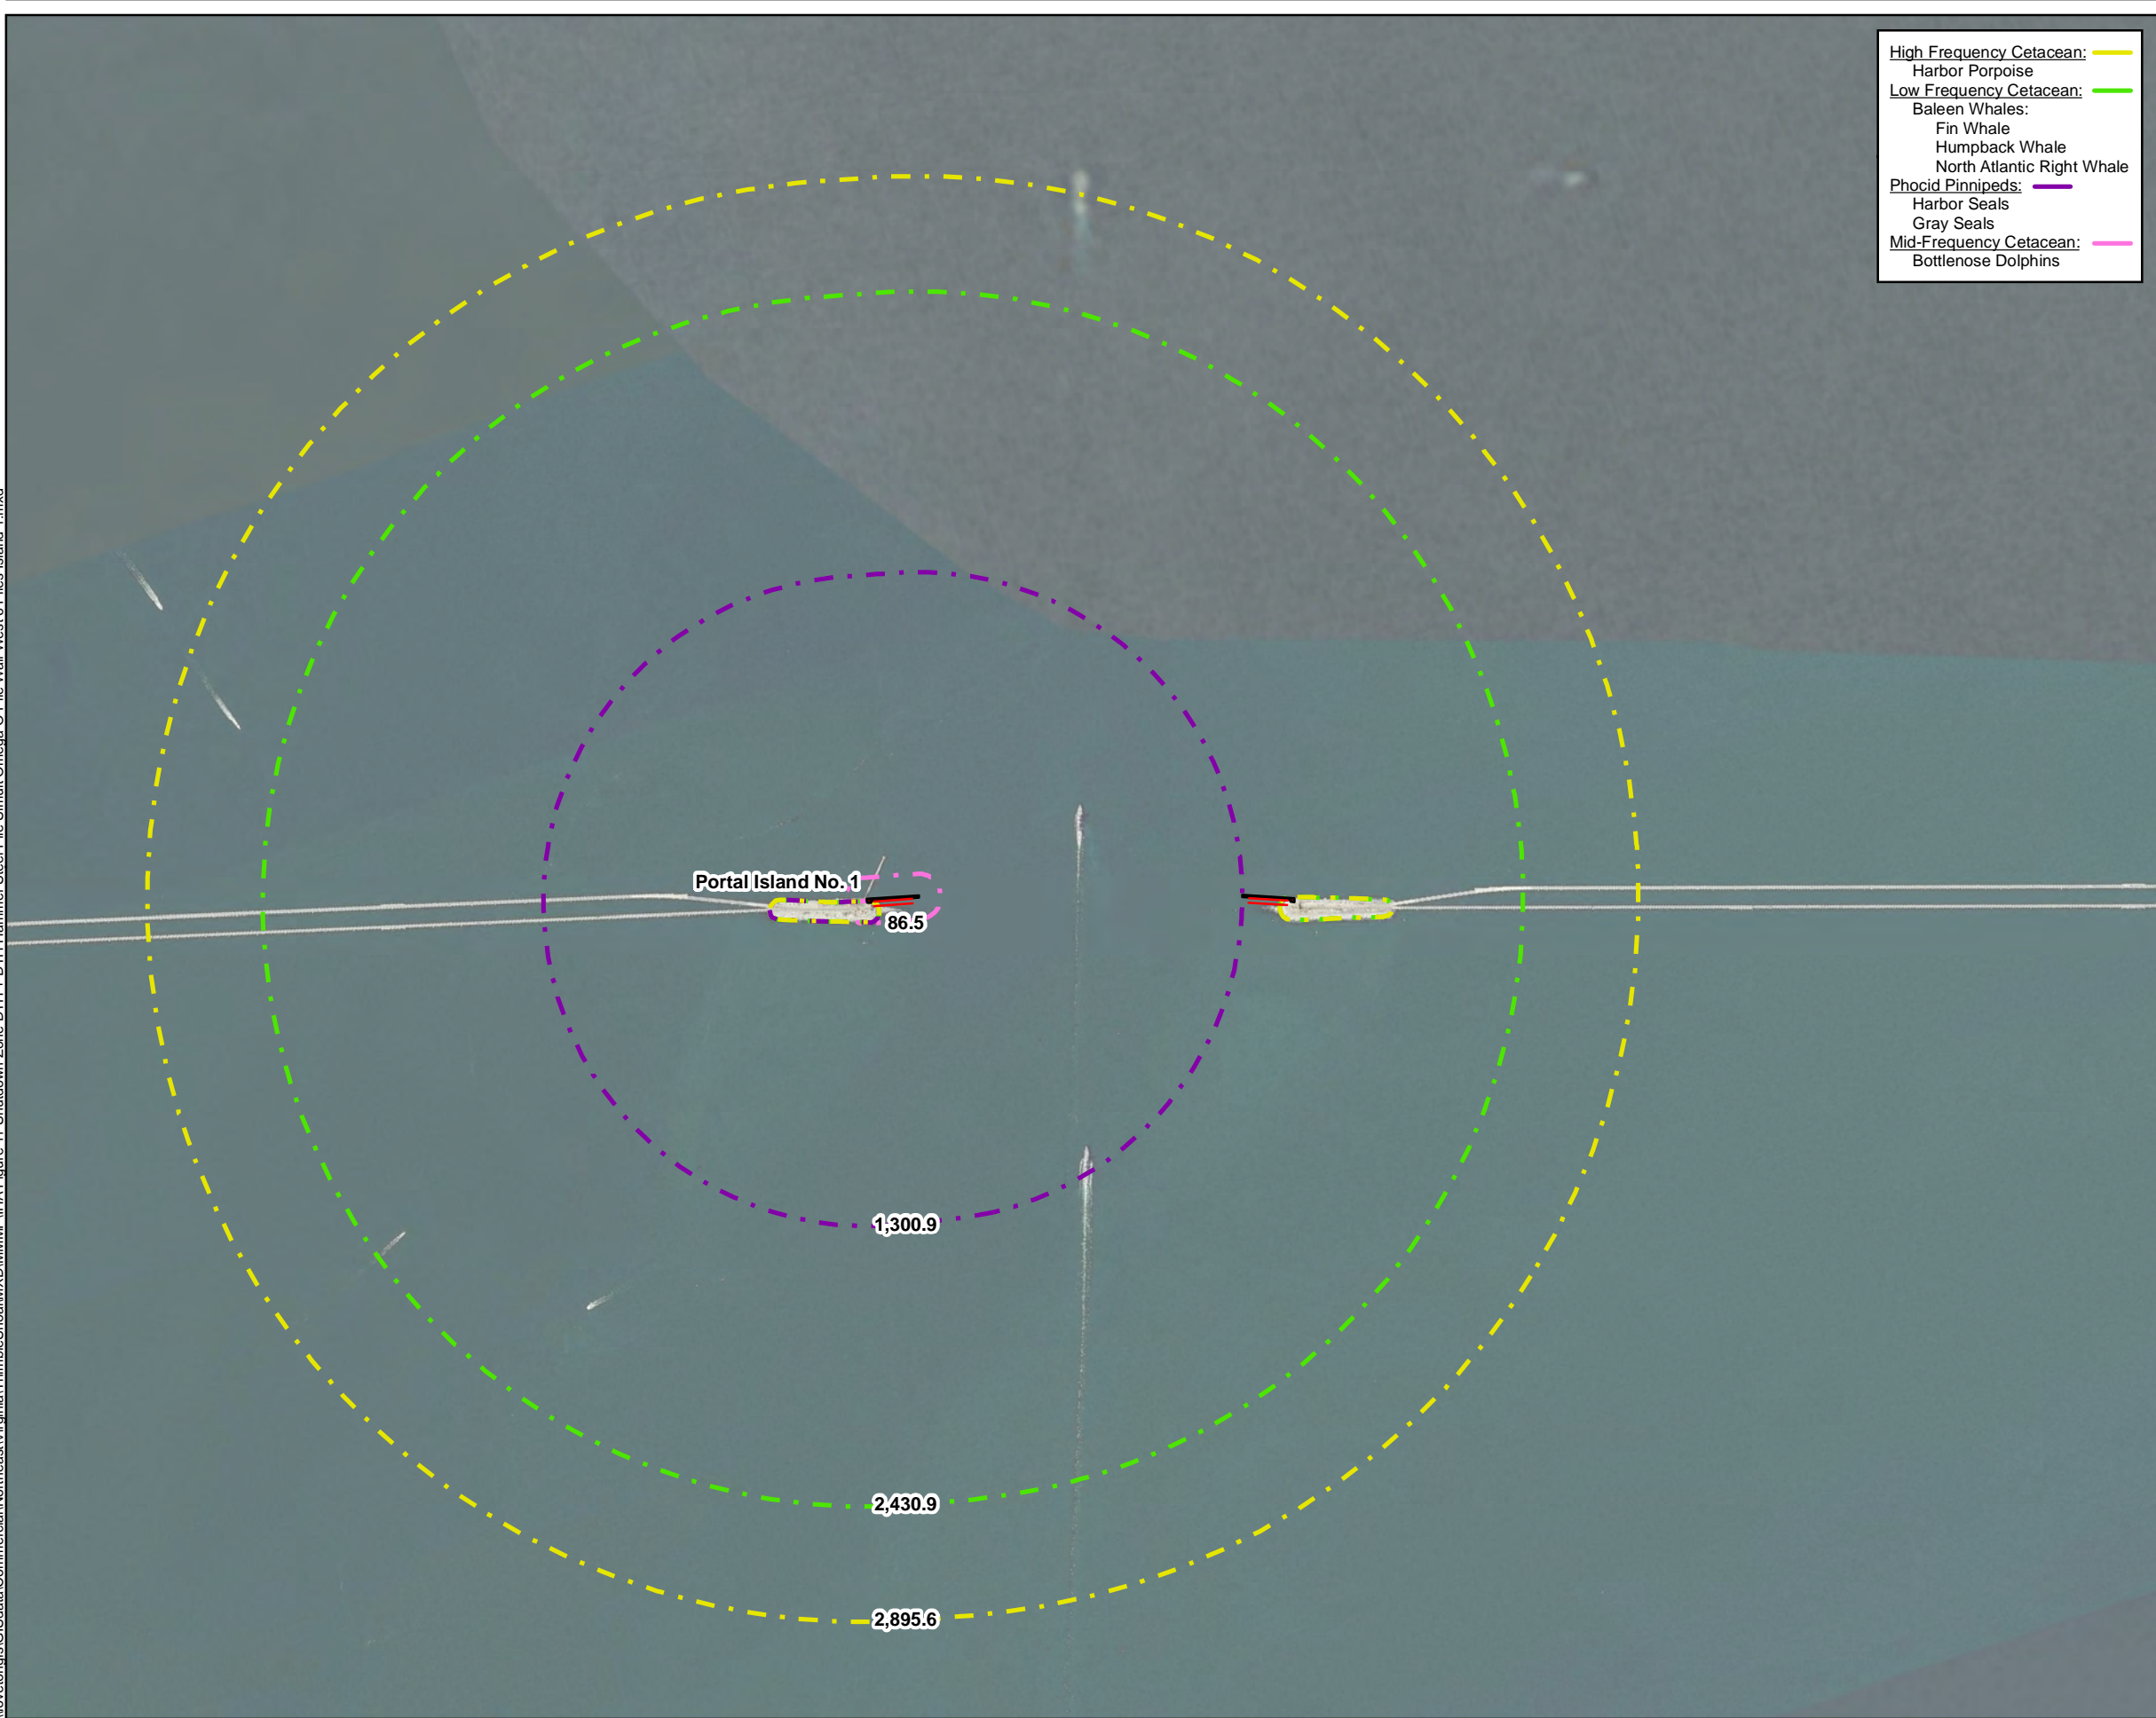 High Frequency Cetacean:
Harbor Porpoise
Low Frequency Cetacean:
Baleen Whales:
Fin Whale
Humpback Whale
North Atlantic Right Whale
Phocid Pinnipeds:
Harbor Seals
Gray Seals
Mid-Frequency Cetacean:
Bottlenose Dolphins
Portal Island No. 1
86.5
1,300.9
2,430.9
2,895.6